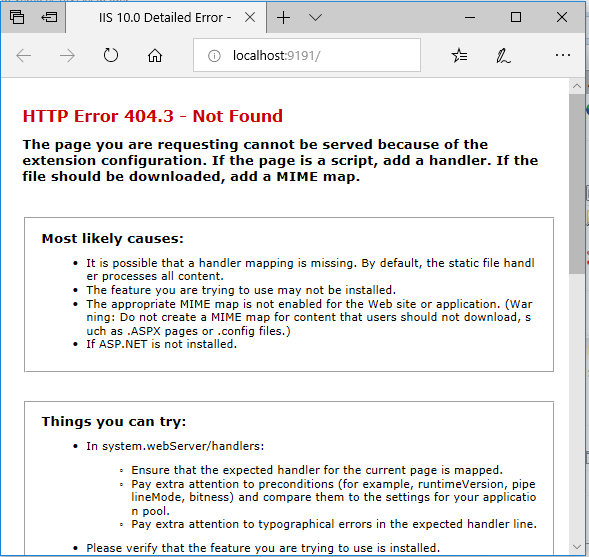 IIS 10.0 Detailed Error -
localhost:9191/
HTTP Error 404.3 - Not Found
The page you are requesting cannot be served because of the
extension configuration. If the page is a script, add a handler. If the
file should be downloaded, add a MIME map.
Most likely causes:
• It is possible that a handler mapping is missing. By default, the static file handl
er processes all content.
• The feature you are trying to use may not be installed.
• The appropriate MIME map is not enabled for the Web site or application. (War
ning: Do not create a MIME map for content that users should not download, s
uch as .ASPX pages or .config files.)
• If ASP.NET is not installed.
Things you can try:
• In system.webServer/handlers:
◦ Ensure that the expected handler for the current page is mapped.
◦ Pay extra attention to preconditions (for example, runtimeVersion, pipe
lineMode, bitness) and compare them to the settings for your applicatio
n pool.
◦ Pay extra attention to typographical errors in the expected handler line.
• Please verify that the feature you are trying to use is installed.